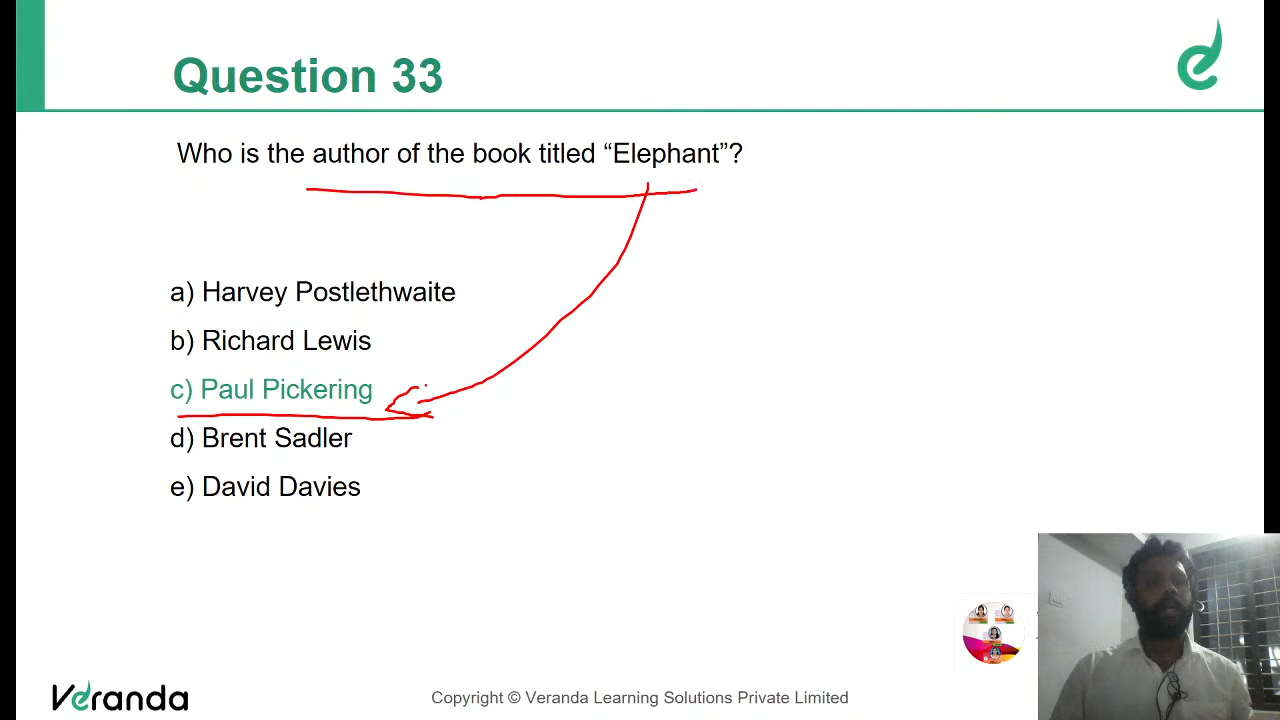 Question 33
Who is the author of the book titled “Elephant”?
a) Harvey Postlethwaite
b) Richard Lewis
c) Paul Pickering
d) Brent Sadler
e) David Davies
Veranda
Copyright © Veranda Learning Solutions Private Limited